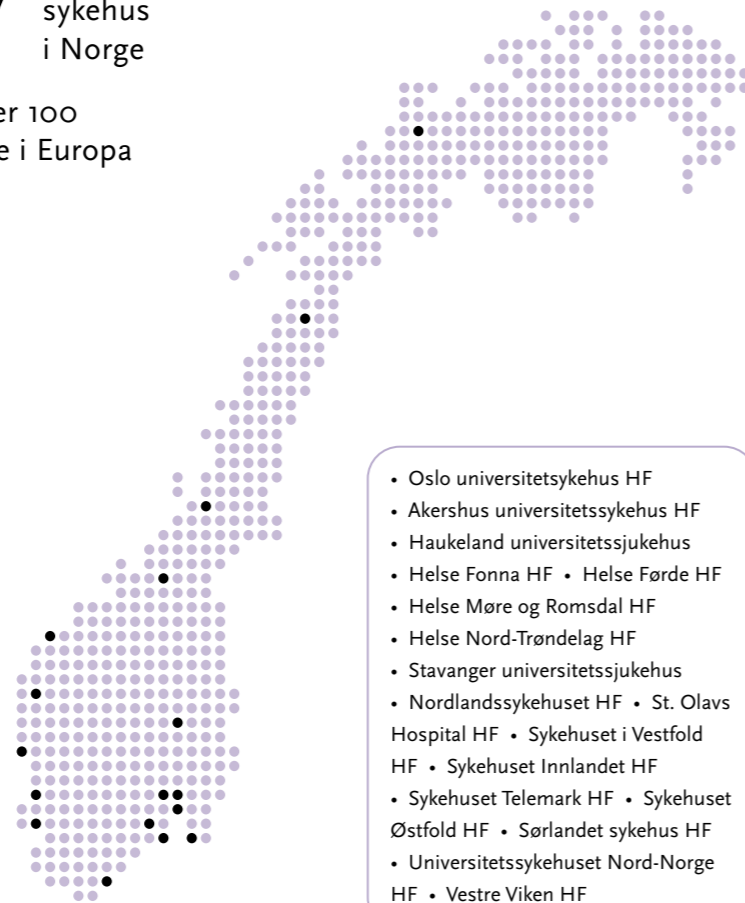 sykehus
i Norge
er 100
e i Europa
• Oslo universitetsykehus HF
• Akershus universitetssykehus HF
• Haukeland universitetssjukehus
• Helse Fonna HF • Helse Førde HF
• Helse Møre og Romsdal HF
• Helse Nord-Trøndelag HF
• Stavanger universitetssjukehus
• Nordlandssykehuset HF • St. Olavs
Hospital HF • Sykehuset i Vestfold
HF • Sykehuset Innlandet HF
• Sykehuset Telemark HF • Sykehuset
Østfold HF • Sørlandet sykehus HF
• Universitetssykehuset Nord-Norge
HF • Vestre Viken HF